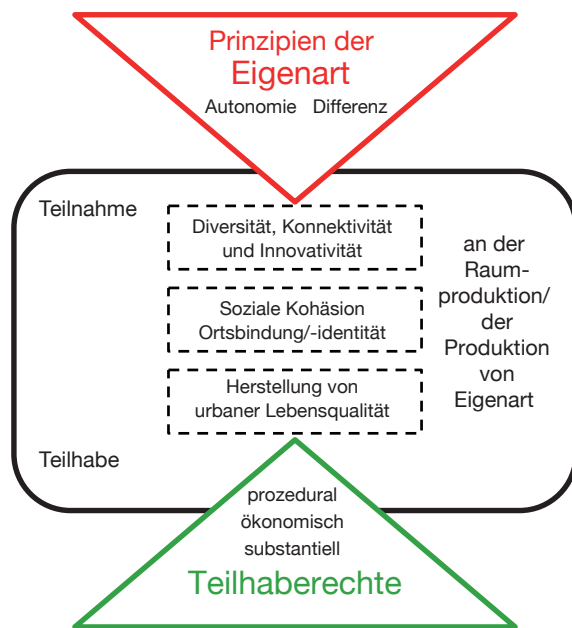 Prinzipien der
Eigenart
Autonomie Differenz
Teilnahme
Diversität, Konnektivität
und Innovativität
Soziale Kohäsion
Ortsbindung/-identität
Herstellung von
urbaner Lebensqualität
an der
Raum-
produktion/
der
Produktion
von
Eigenart
Teilhabe
prozedural
ökonomisch
substantiell
Teilhaberechte